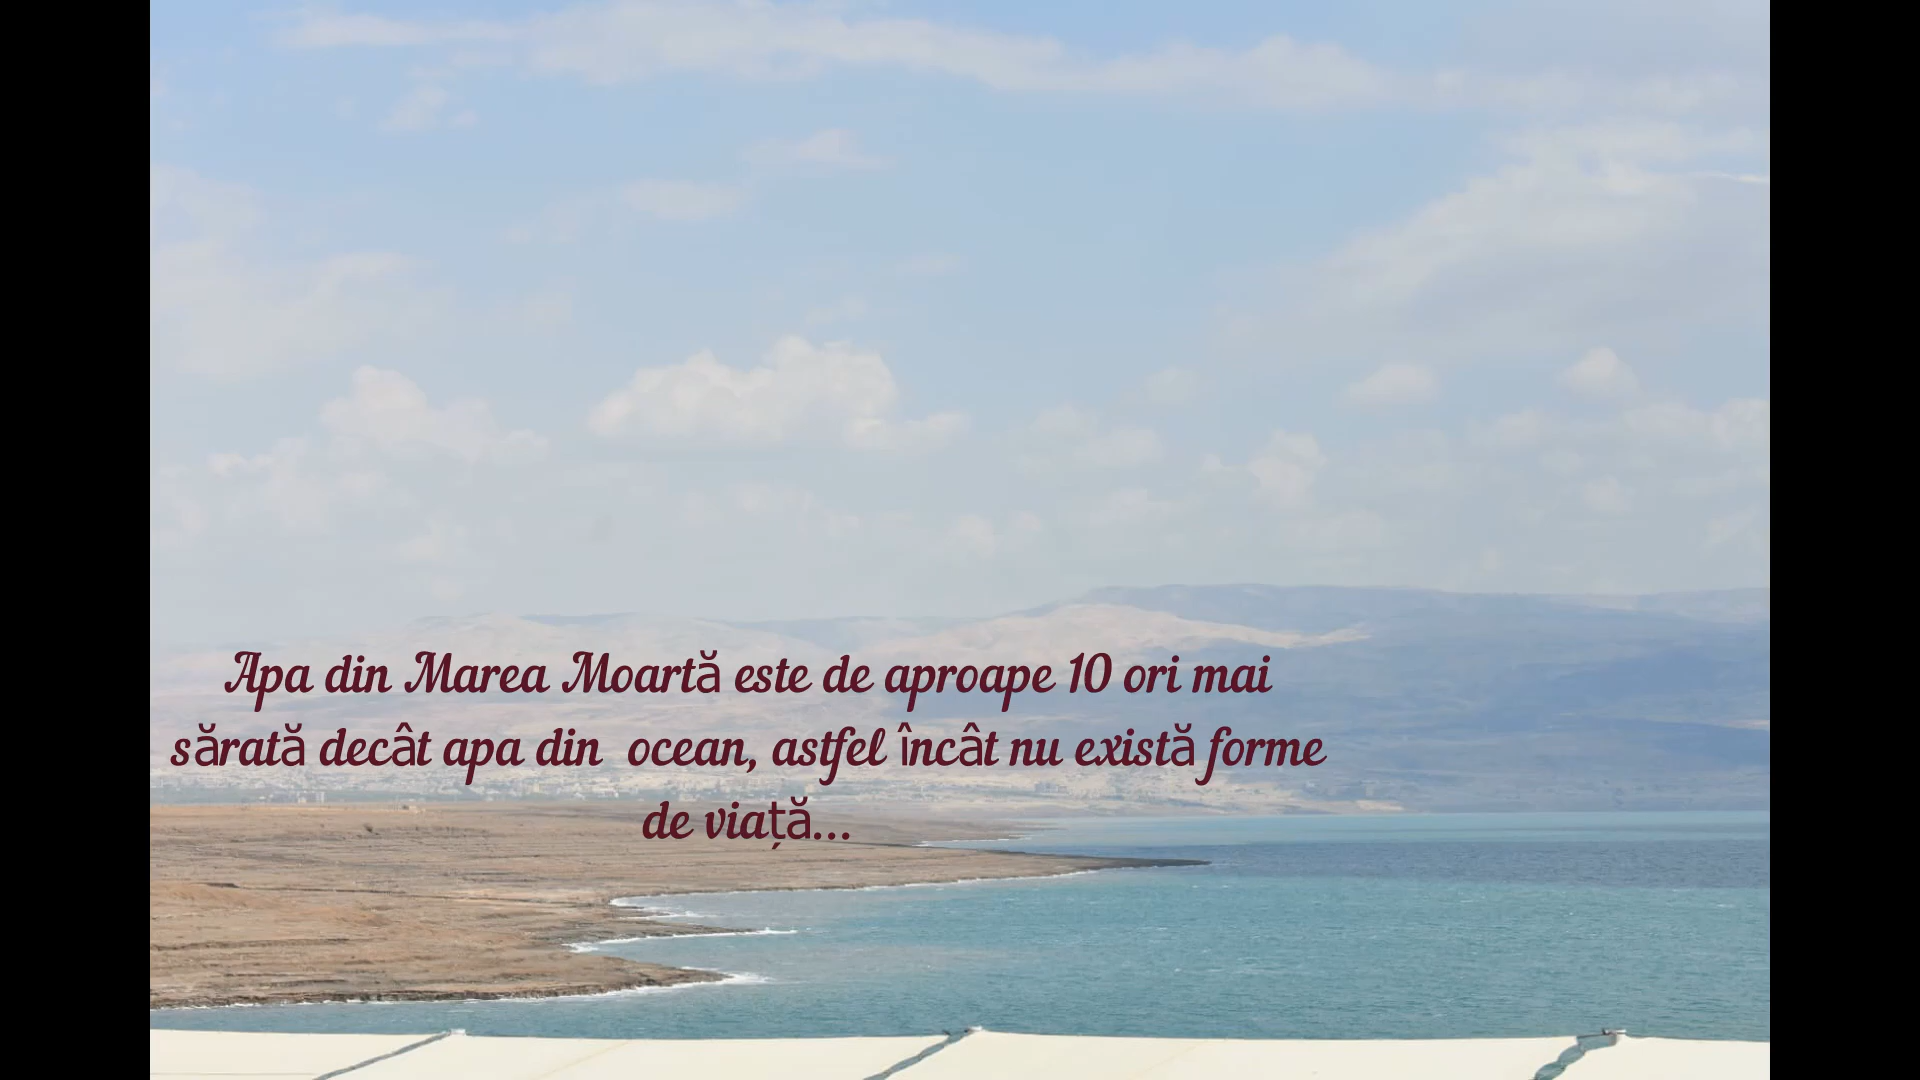 Apa din Marea Moartă este de aproape 10 ori mai
sărată decât apa din  ocean, astfel încât nu există forme
de viață...